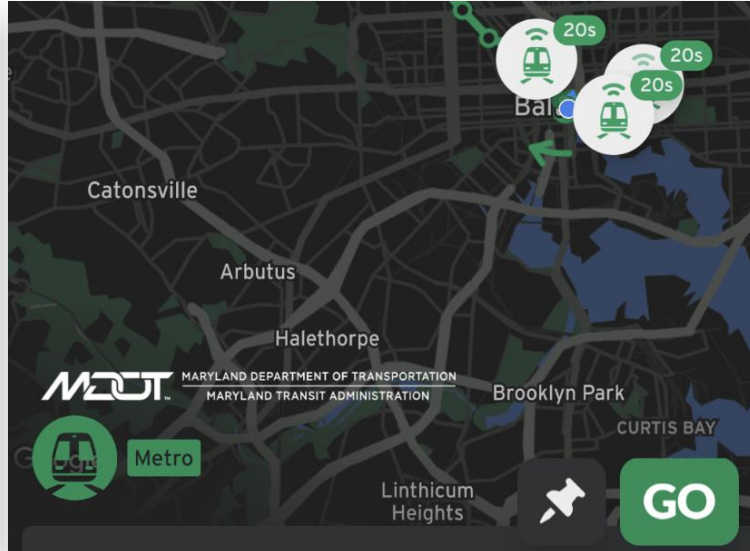 20s
20s
20s
Bal
Catonsville
Arbutus
Halethorpe
MDOT
MARYLAND DEPARTMENT OF TRANSPORTATION
MARYLAND TRANSIT ADMINISTRATION
Brooklyn Park
CURTIS BAY
Google
Metro
Linthicum
Heights
GO